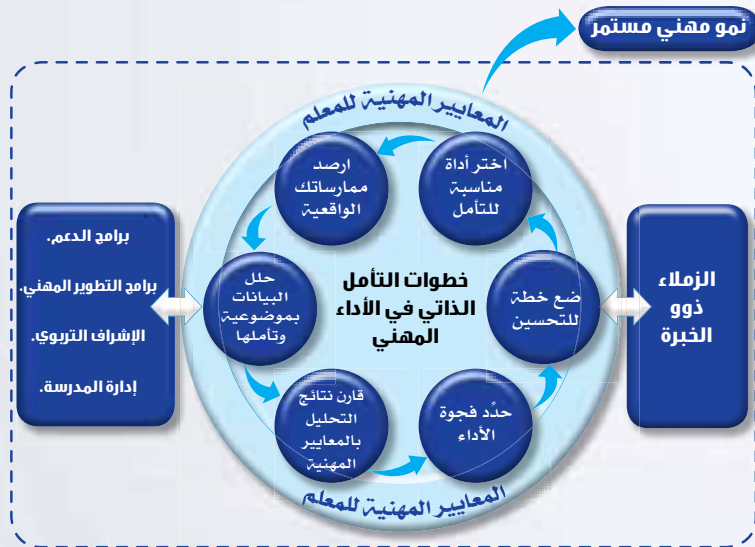 نمو مهني مستمر
المعايير المهنية للمعلم
اختر أداة
مناسبة
للتأمل
ارصد
ممارساتك
الواقعية
حلل
البيانات
بموضوعية
وتأملها
قارن نتائج
التحليل
بالمعايير
المهنية
حدِّد فجوة
الأداء
ضع خطة
للتحسين
خطوات التأمل
الذاتي في الأداء
المهني
المعايير المهنية للمعلم
الزملاء
ذوو
الخبرة
برامج الدعم.
برامج التطوير المهني.
الإشراف التربوي.
إدارة المدرسة.